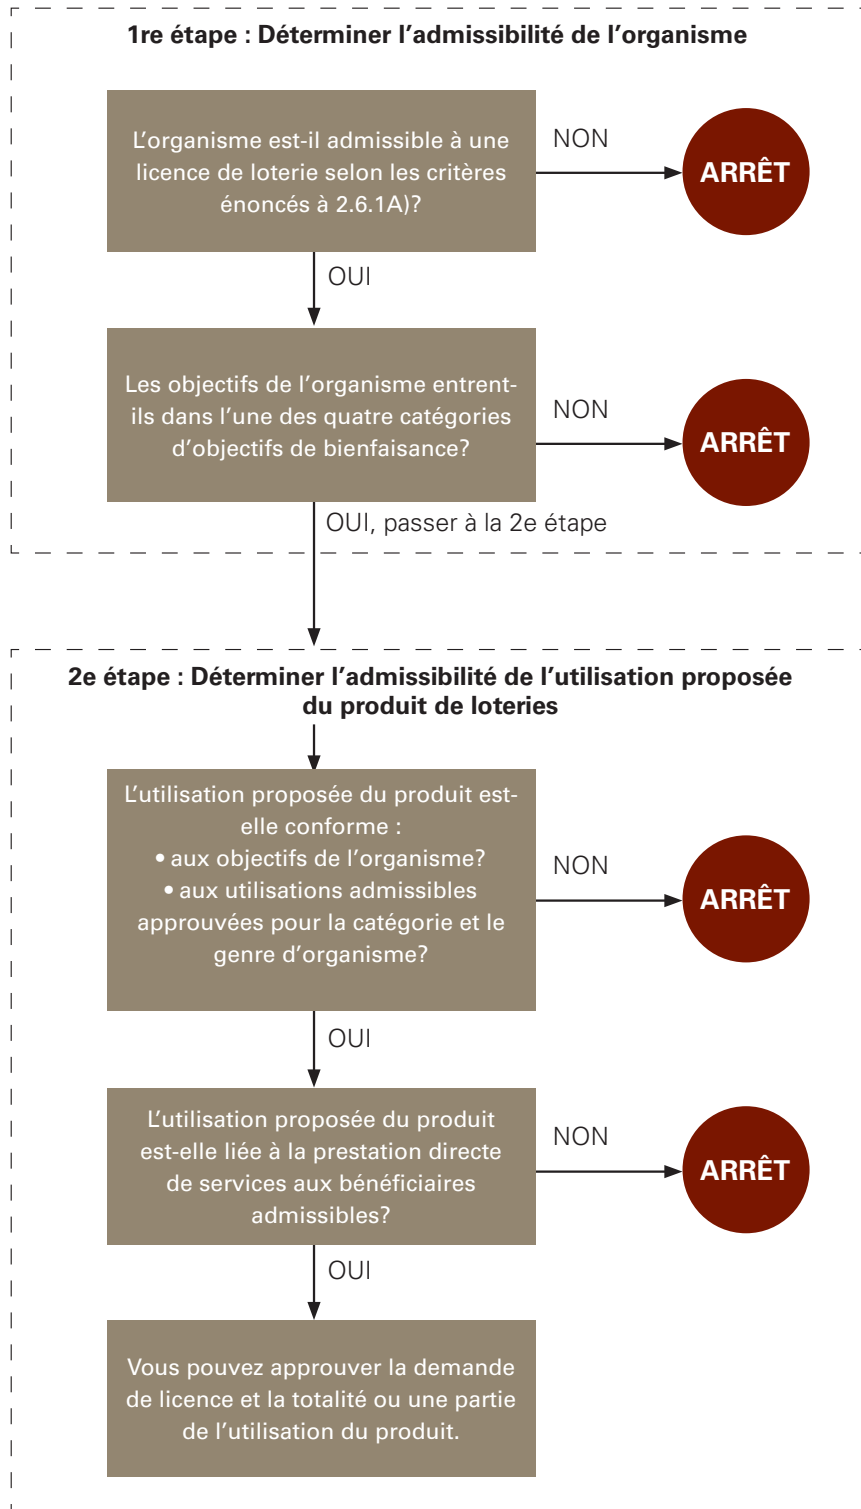 1re étape : Déterminer l’admissibilité de l’organisme
L’organisme est-il admissible à une
licence de loterie selon les critères
énoncés à 2.6.1A)?
NON
ARRÊT
OUI
Les objectifs de l’organisme entrent-
ils dans l’une des quatre catégories
d’objectifs de bienfaisance?
NON
ARRÊT
OUI, passer à la 2e étape
2e étape : Déterminer l’admissibilité de l’utilisation proposée
du produit de loteries
L’utilisation proposée du produit est-
elle conforme :
• aux objectifs de l’organisme?
• aux utilisations admissibles
approuvées pour la catégorie et le
genre d’organisme?
NON
ARRÊT
OUI
L’utilisation proposée du produit
est-elle liée à la prestation directe
de services aux bénéficiaires
admissibles?
NON
ARRÊT
OUI
Vous pouvez approuver la demande
de licence et la totalité ou une partie
de l’utilisation du produit.